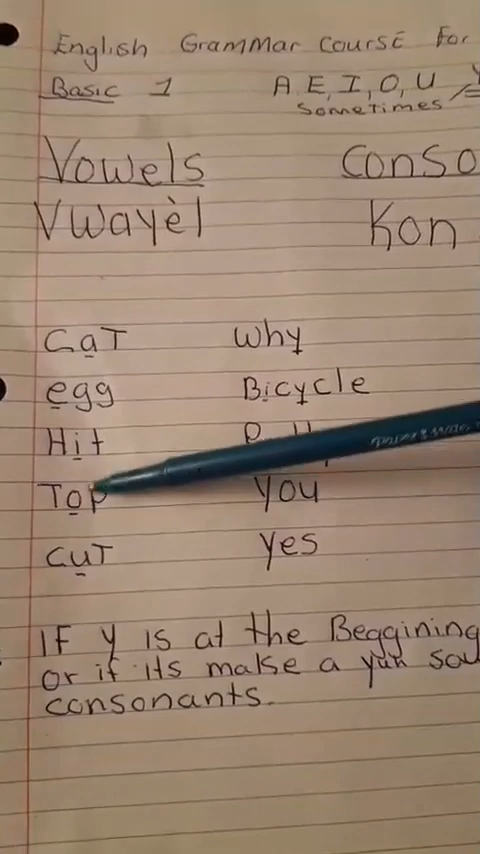 English Grammar Course For
Basic 1 A, E, I, O, U
Sometimes
Vowels Conso
Vwayèl Kon
CaT Why
egg Bicycle
Hit
Top You
CuT Yes
IF Y IS at the Beggining
or if its make a yuh sou
consonants.